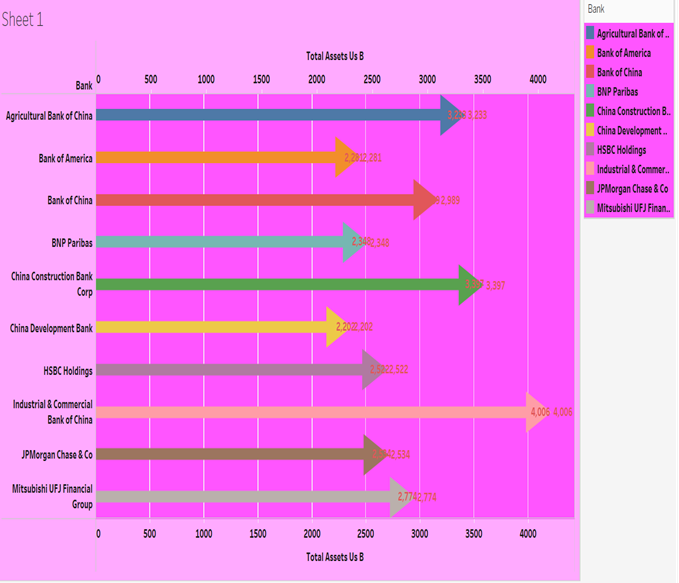 Sheet 1
Bank
Total Assets Us B
Bank
0 500 1000 1500 2000 2500 3000 3500 4000
Agricultural Bank of China
3,233
Bank of America
2,281 2,281
Bank of China
2,989
BNP Paribas
2,348 2,348
China Construction Bank
Corp
3,397
China Development Bank
2,202 2,202
HSBC Holdings
2,522 2,522
Industrial & Commercial
Bank of China
4,006 4,006
JPMorgan Chase & Co
2,534
Mitsubishi UFJ Financial
Group
2,774 2,774
0 500 1000 1500 2000 2500 3000 3500 4000
Total Assets Us B
Agricultural Bank of ..
Bank of America
Bank of China
BNP Paribas
China Construction B..
China Development ..
HSBC Holdings
Industrial & Commer..
JPMorgan Chase & Co
Mitsubishi UFJ Finan..